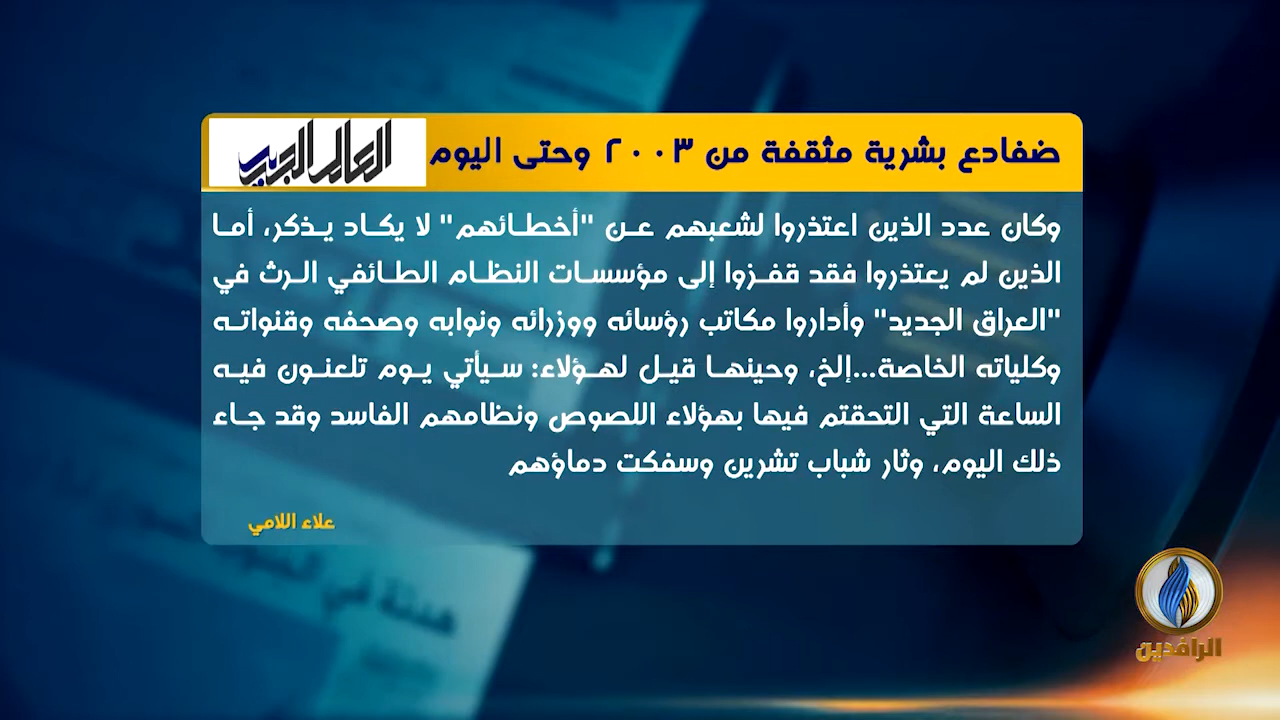 ضفادع بشرية مثقفة من ٢٠٠٣ وحتى اليوم
العالم الجديد
وكان عدد الذين اعتذروا لشعبهم عن "أخطائهم" لا يكاد يذكر، أما
الذين لم يعتذروا فقد قفزوا إلى مؤسسات النظام الطائفي الرث في
"العراق الجديد" وأداروا مكاتب رؤسائه ووزرائه ونوابه وصحفه وقنواته
وكلياته الخاصة...إلخ، وحينها قيل لهؤلاء: سيأتي يوم تلعنون فيه
الساعة التي التحقتم فيها بهؤلاء اللصوص ونظامهم الفاسد وقد جاء
ذلك اليوم، وثار شباب تشرين وسفكت دماؤهم
علاء اللامي
هدنة في
الرافدين